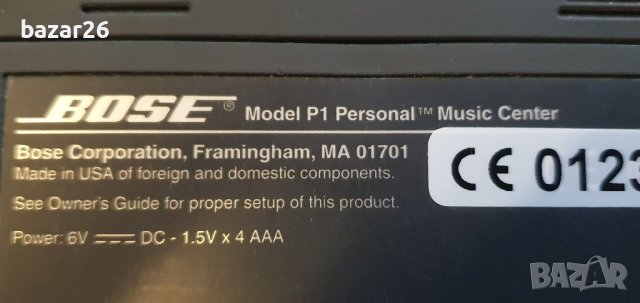 bazar26
BOSE® Model P1 Personal™ Music Center
Bose Corporation, Framingham, MA 01701
Made in USA of foreign and domestic components.
CE 0123
See Owner's Guide for proper setup of this product.
Power: 6V ⎓ DC - 1.5V x 4 AAA
BAZAR